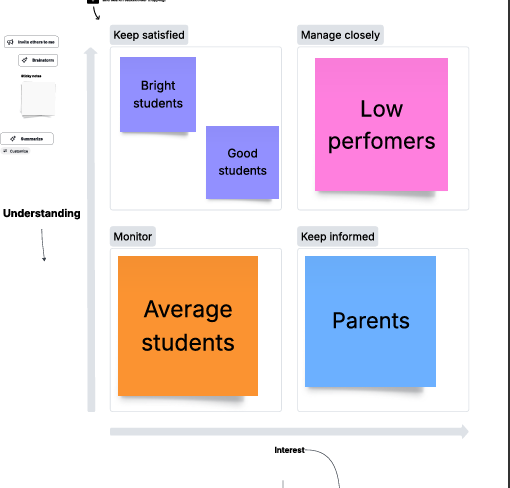 Keep satisfied
Manage closely
Invite others to see
Brainstorm
Sticky notes
Summarize
Customize
Bright
students
Good
students
Low
perfomers
Understanding
Monitor
Keep informed
Average
students
Parents
Interest